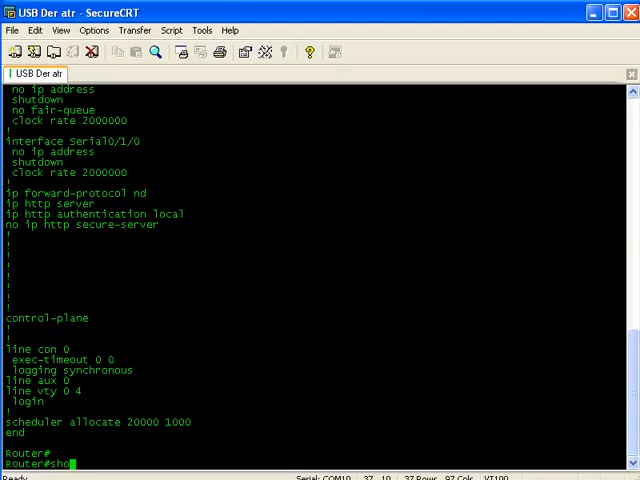 USB Der atr - SecureCRT
File Edit View Options Transfer Script Tools Help
USB Der atr
no ip address
shutdown
no fair-queue
clock rate 2000000
!
interface Serial0/1/0
no ip address
shutdown
clock rate 2000000
!
ip forward-protocol nd
ip http server
ip http authentication local
no ip http secure-server
!
!
!
!
!
!
!
control-plane
!
!
line con 0
exec-timeout 0 0
logging synchronous
line aux 0
line vty 0 4
login
!
scheduler allocate 20000 1000
end
Router#
Router#sho
Ready Serial: COM10 37, 10 37 Rows, 97 Cols VT100